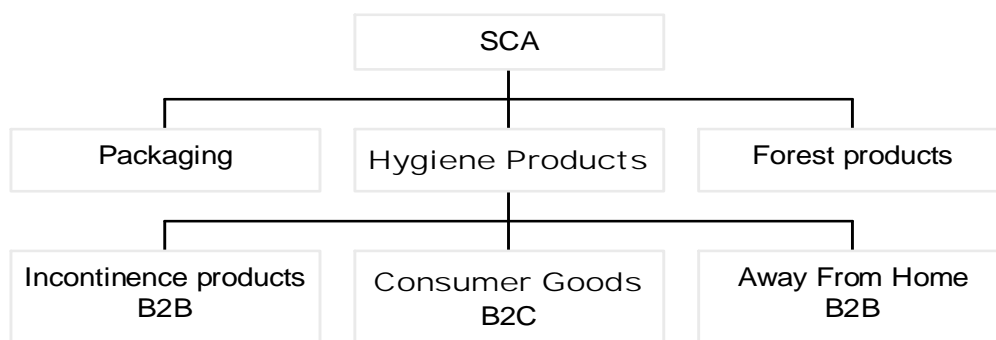 SCA
Packaging
Hygiene Products
Forest products
Incontinence products
B2B
Consumer Goods
B2C
Away From Home
B2B